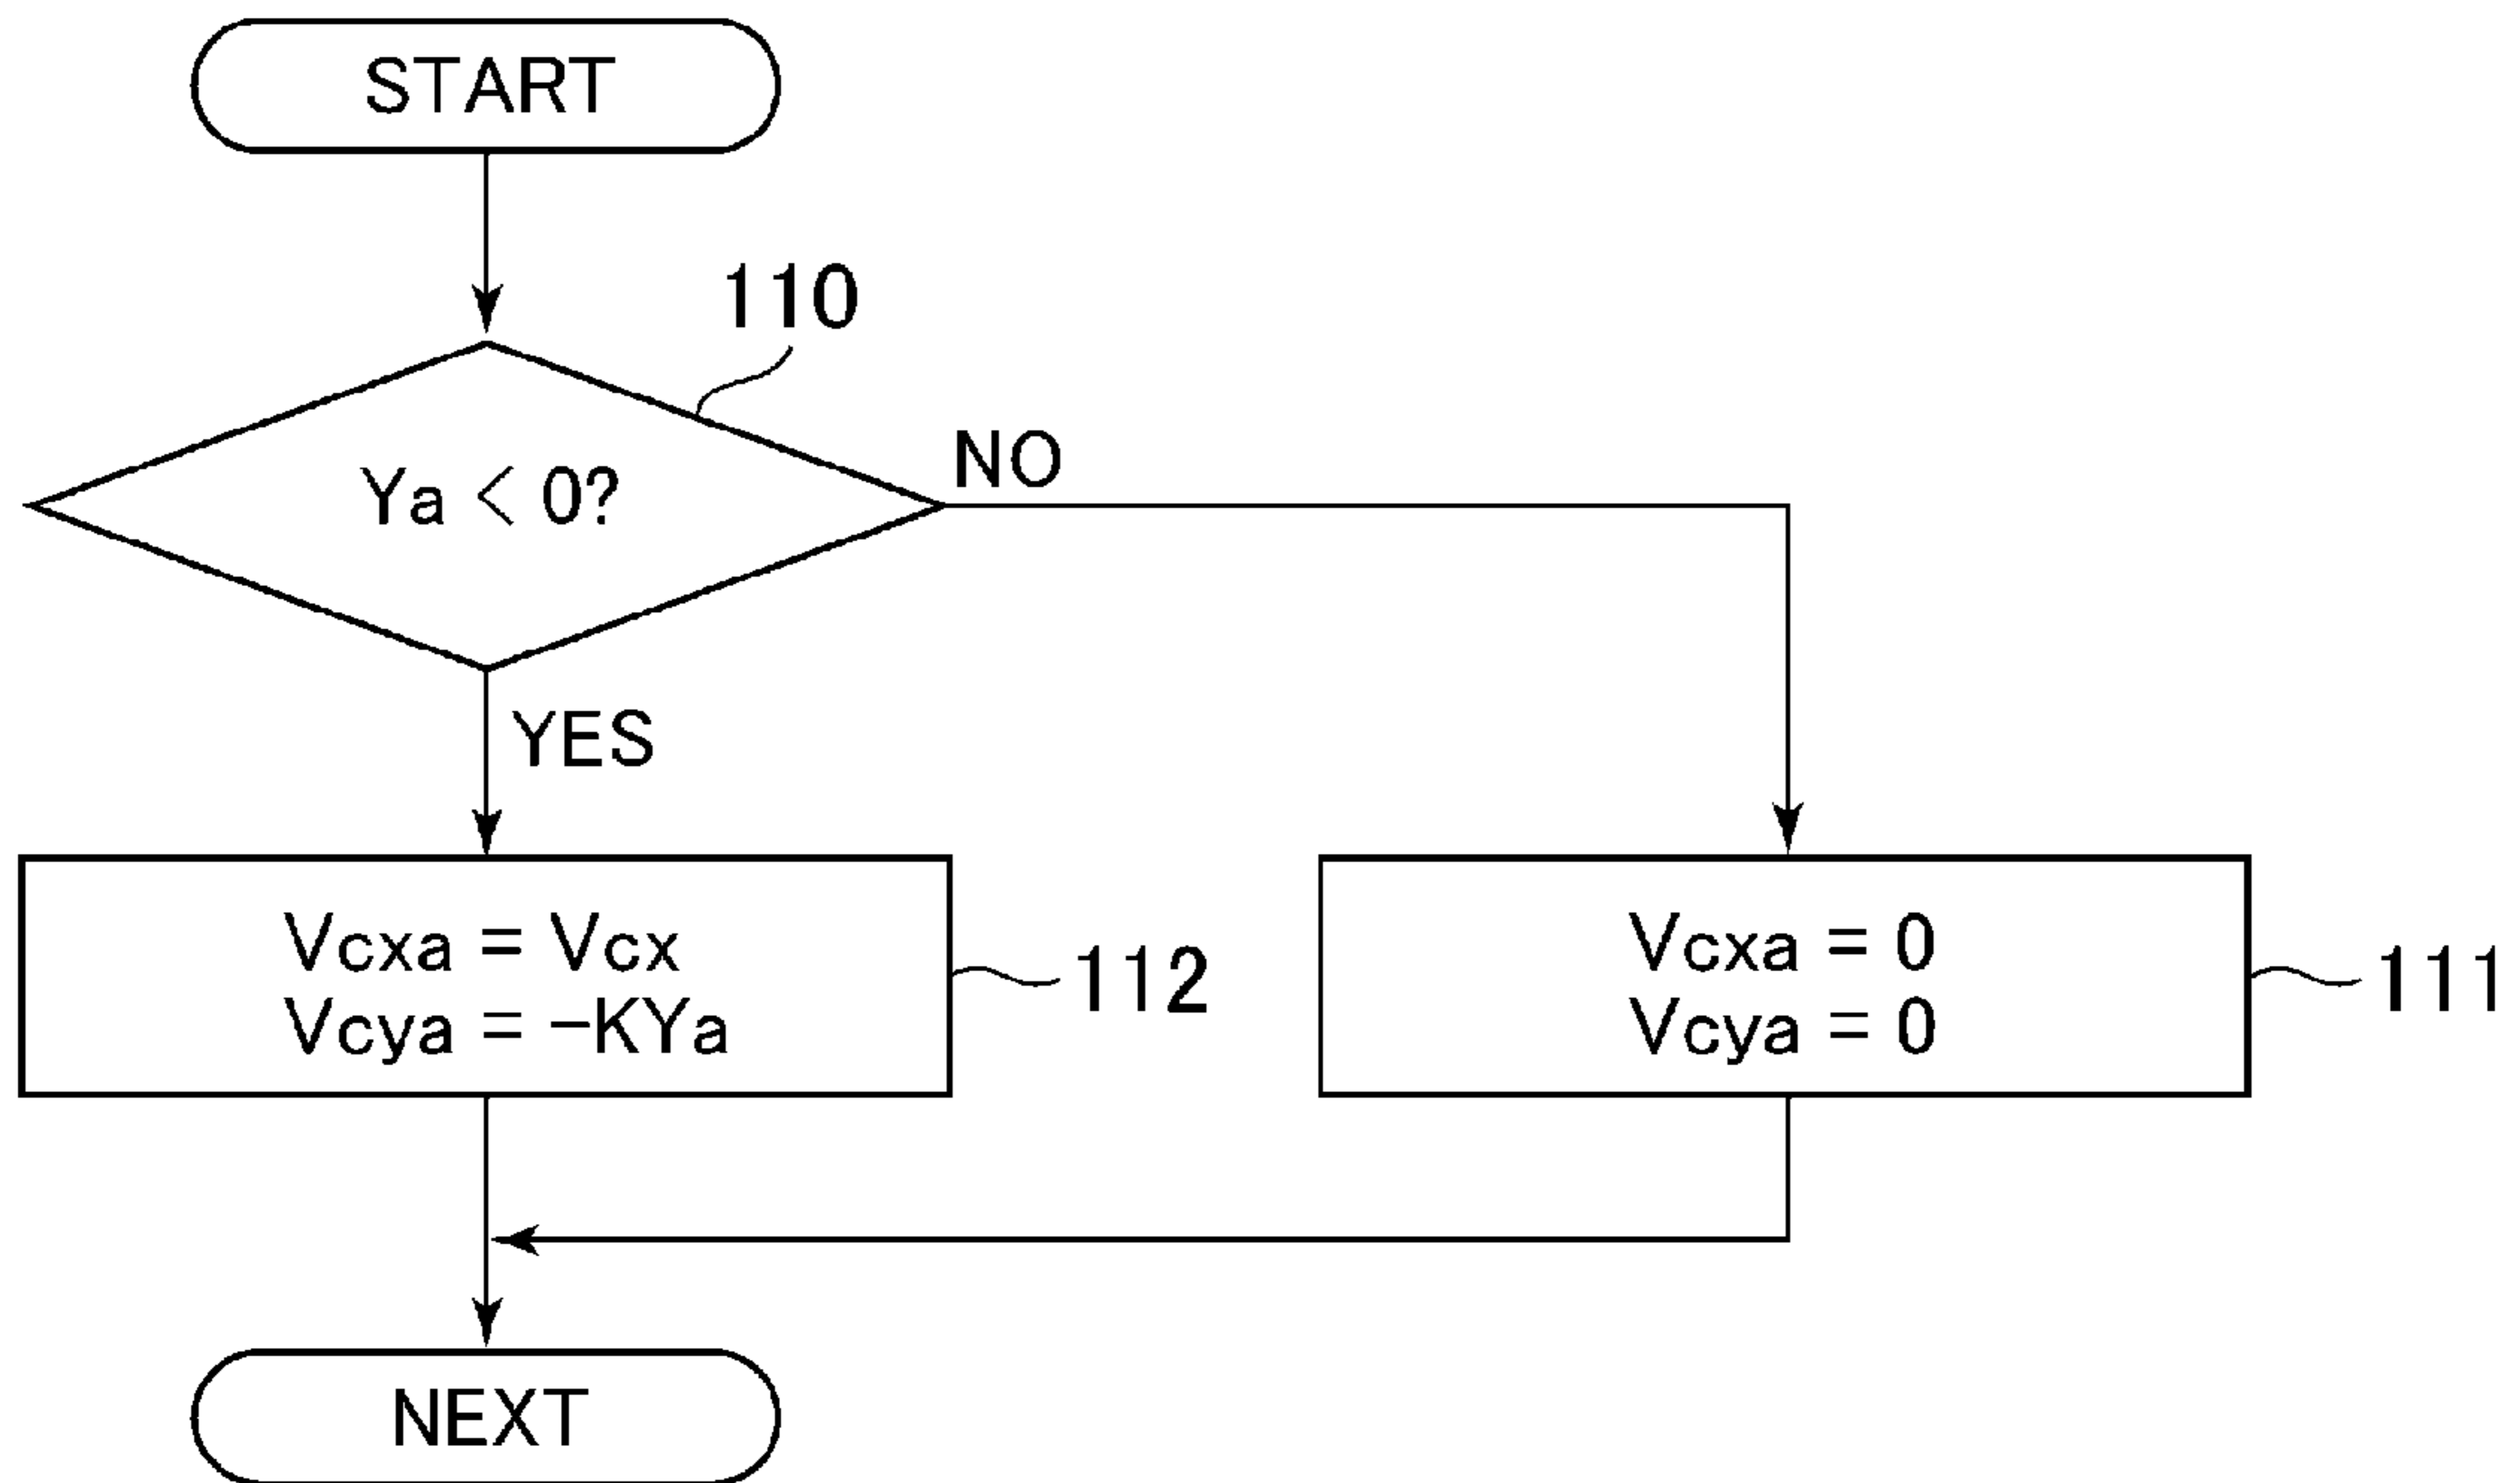 START
110
Ya < 0?
NO
YES
Vcxa = Vcx
Vcya = −KYa
112
Vcxa = 0
Vcya = 0
111
NEXT